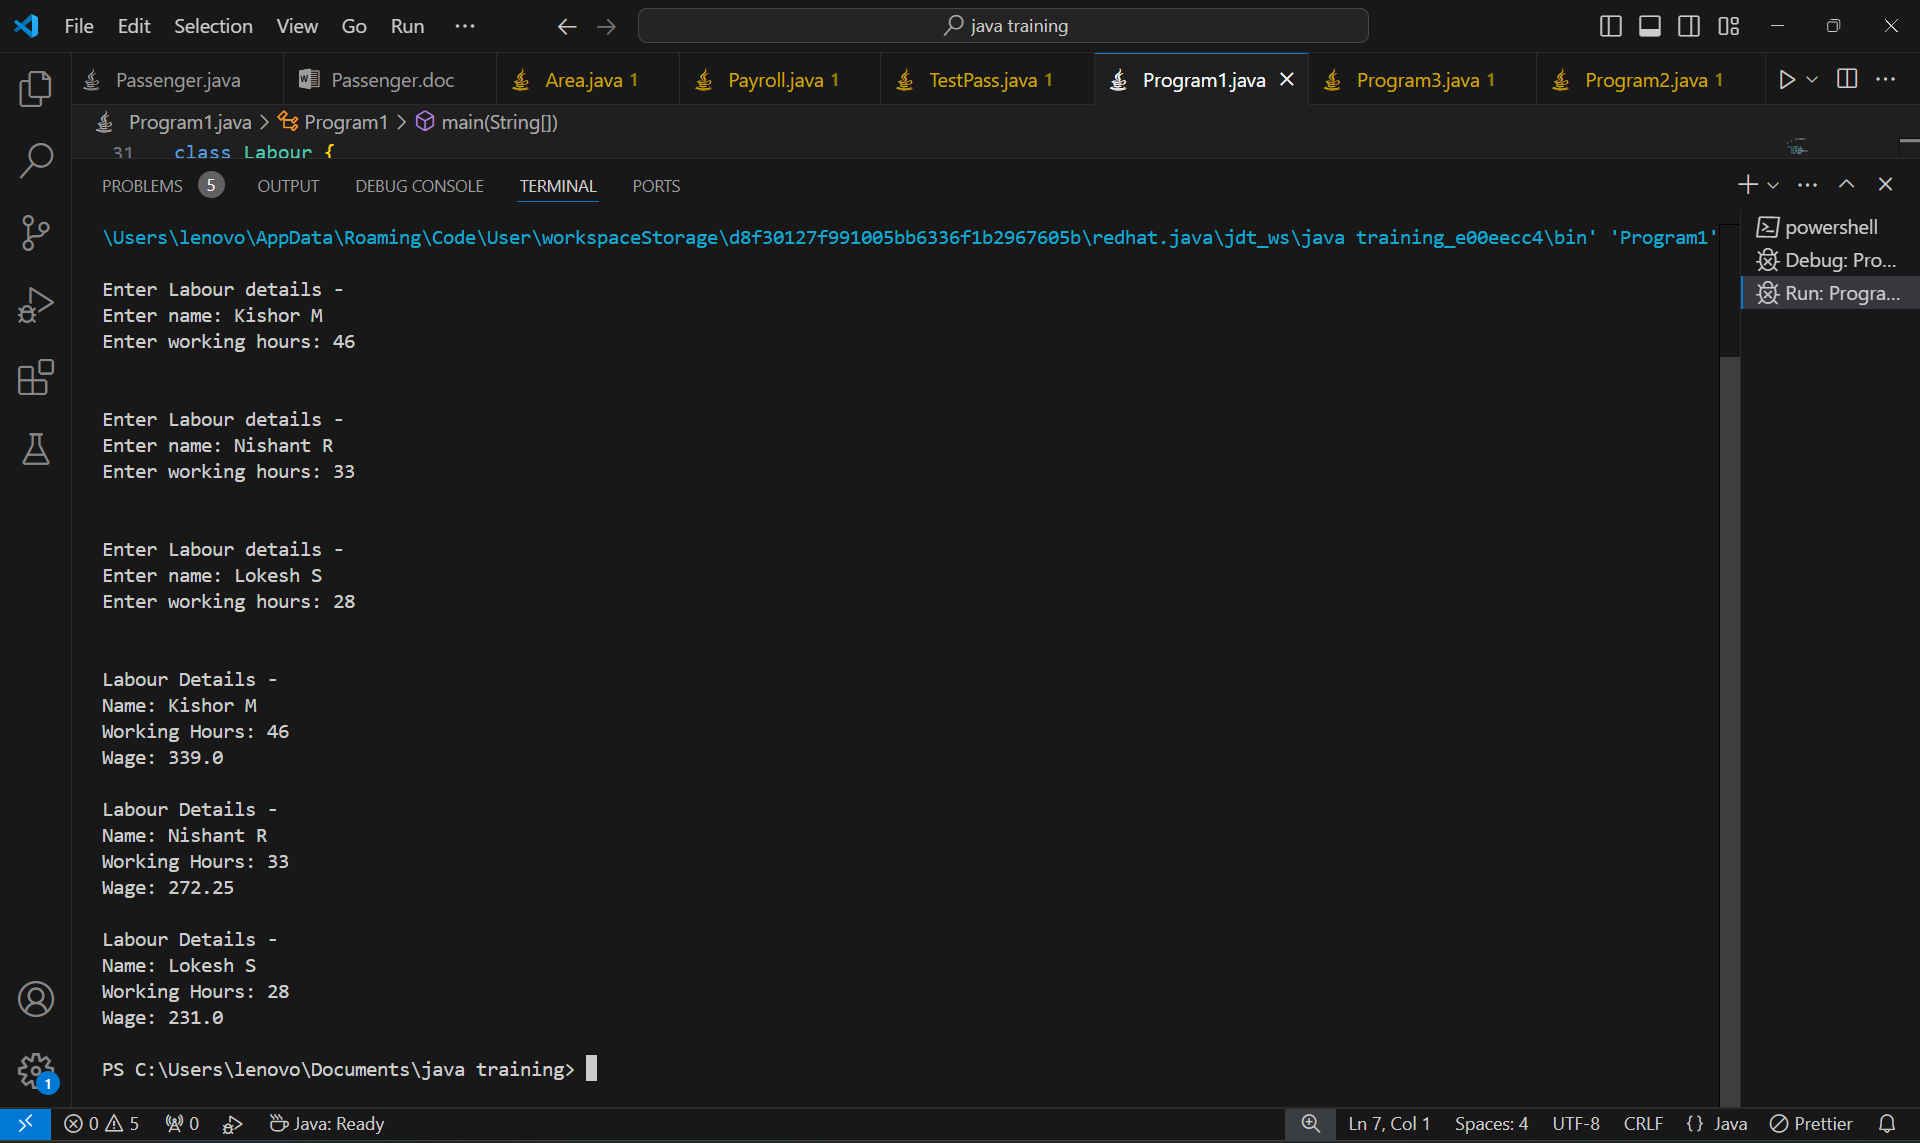 File Edit Selection View Go Run ··· java training
Passenger.java Passenger.doc Area.java 1 Payroll.java 1 TestPass.java 1 Program1.java Program3.java 1 Program2.java 1
Program1.java > Program1 > main(String[])
31 class Labour {
PROBLEMS 5 OUTPUT DEBUG CONSOLE TERMINAL PORTS
\Users\lenovo\AppData\Roaming\Code\User\workspaceStorage\d8f30127f991005bb6336f1b2967605b\redhat.java\jdt_ws\java training_e00eecc4\bin' 'Program1'
Enter Labour details -
Enter name: Kishor M
Enter working hours: 46
Enter Labour details -
Enter name: Nishant R
Enter working hours: 33
Enter Labour details -
Enter name: Lokesh S
Enter working hours: 28
Labour Details -
Name: Kishor M
Working Hours: 46
Wage: 339.0
Labour Details -
Name: Nishant R
Working Hours: 33
Wage: 272.25
Labour Details -
Name: Lokesh S
Working Hours: 28
Wage: 231.0
PS C:\Users\lenovo\Documents\java training>
powershell
Debug: Pro...
Run: Progra...
1
0 5 0 Java: Ready Ln 7, Col 1 Spaces: 4 UTF-8 CRLF {} Java Prettier